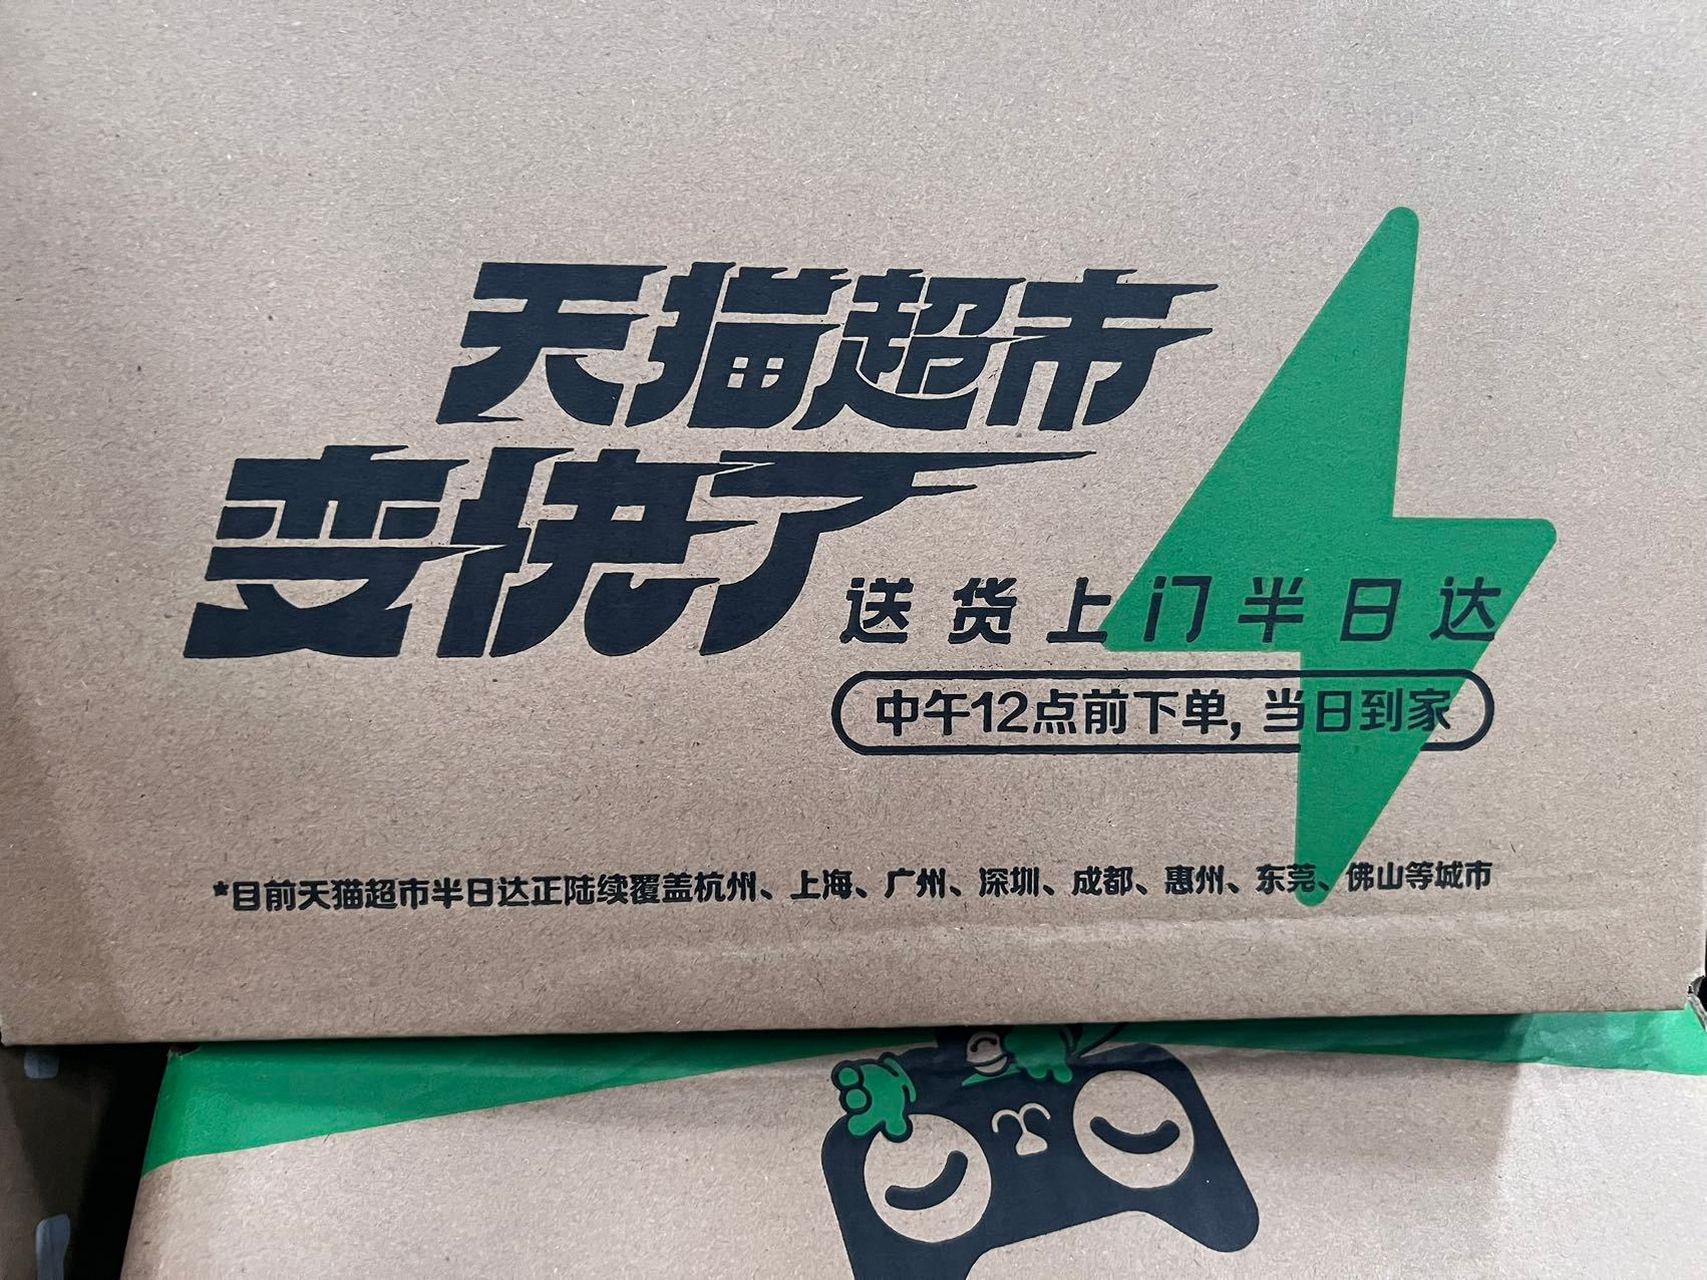 天猫超市
变快了
送货上门半日达
中午12点前下单，当日到家
*目前天猫超市半日达正陆续覆盖杭州、上海、广州、深圳、成都、惠州、东莞、佛山等城市